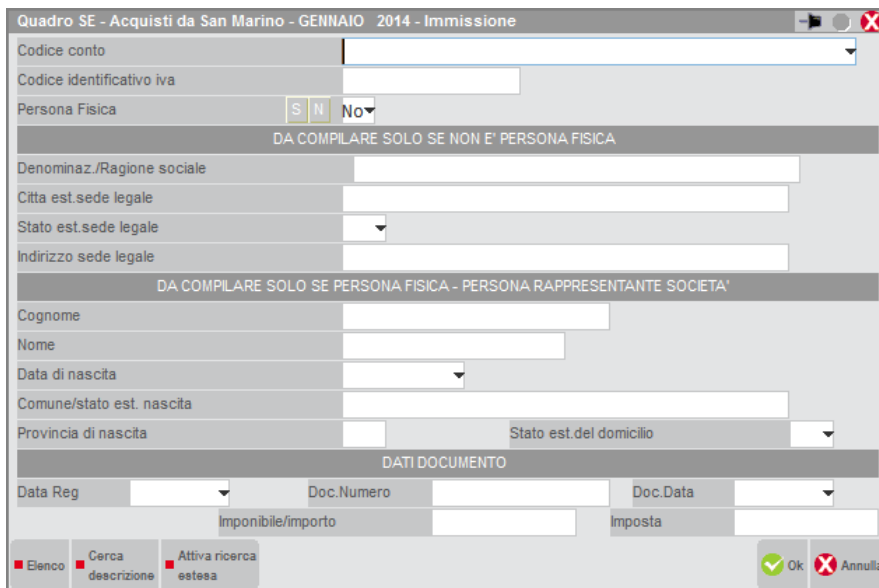 Quadro SE - Acquisti da San Marino - GENNAIO 2014 - Immissione
Codice conto
Codice identificativo iva
Persona Fisica S N No
DA COMPILARE SOLO SE NON E' PERSONA FISICA
Denominaz./Ragione sociale
Citta est.sede legale
Stato est.sede legale
Indirizzo sede legale
DA COMPILARE SOLO SE PERSONA FISICA - PERSONA RAPPRESENTANTE SOCIETA'
Cognome
Nome
Data di nascita
Comune/stato est. nascita
Provincia di nascita Stato est.del domicilio
DATI DOCUMENTO
Data Reg Doc.Numero Doc.Data
Imponibile/importo Imposta
Elenco Cerca descrizione Attiva ricerca estesa Ok Annulla